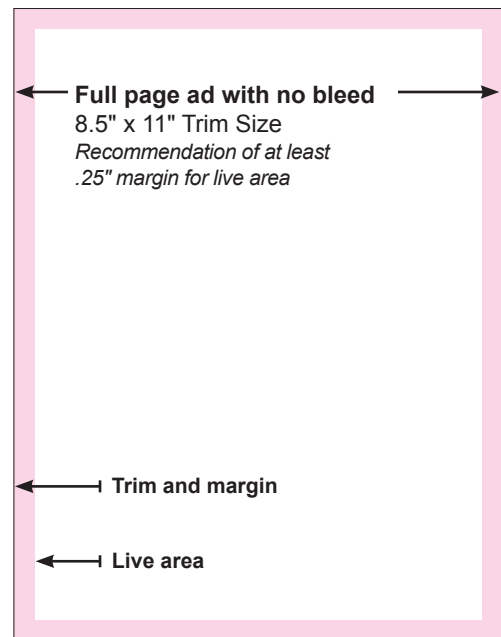 Full page ad with no bleed
8.5" x 11" Trim Size
Recommendation of at least
.25" margin for live area
Trim and margin
Live area